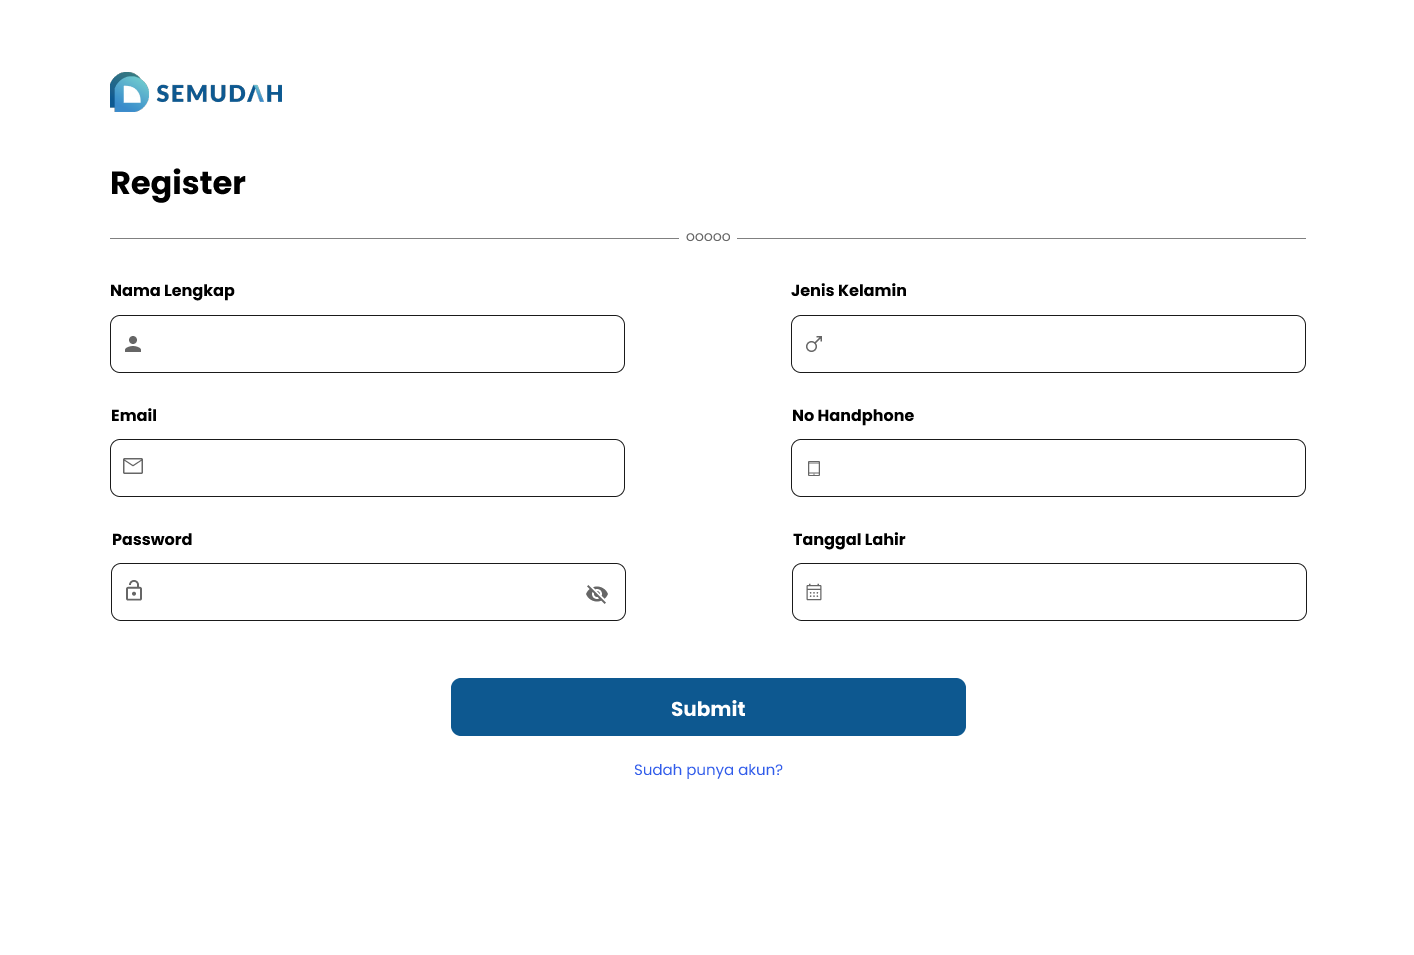 SEMUDAH
Register
ooooo
Nama Lengkap
Jenis Kelamin
Email
No Handphone
Password
Tanggal Lahir
Submit
Sudah punya akun?